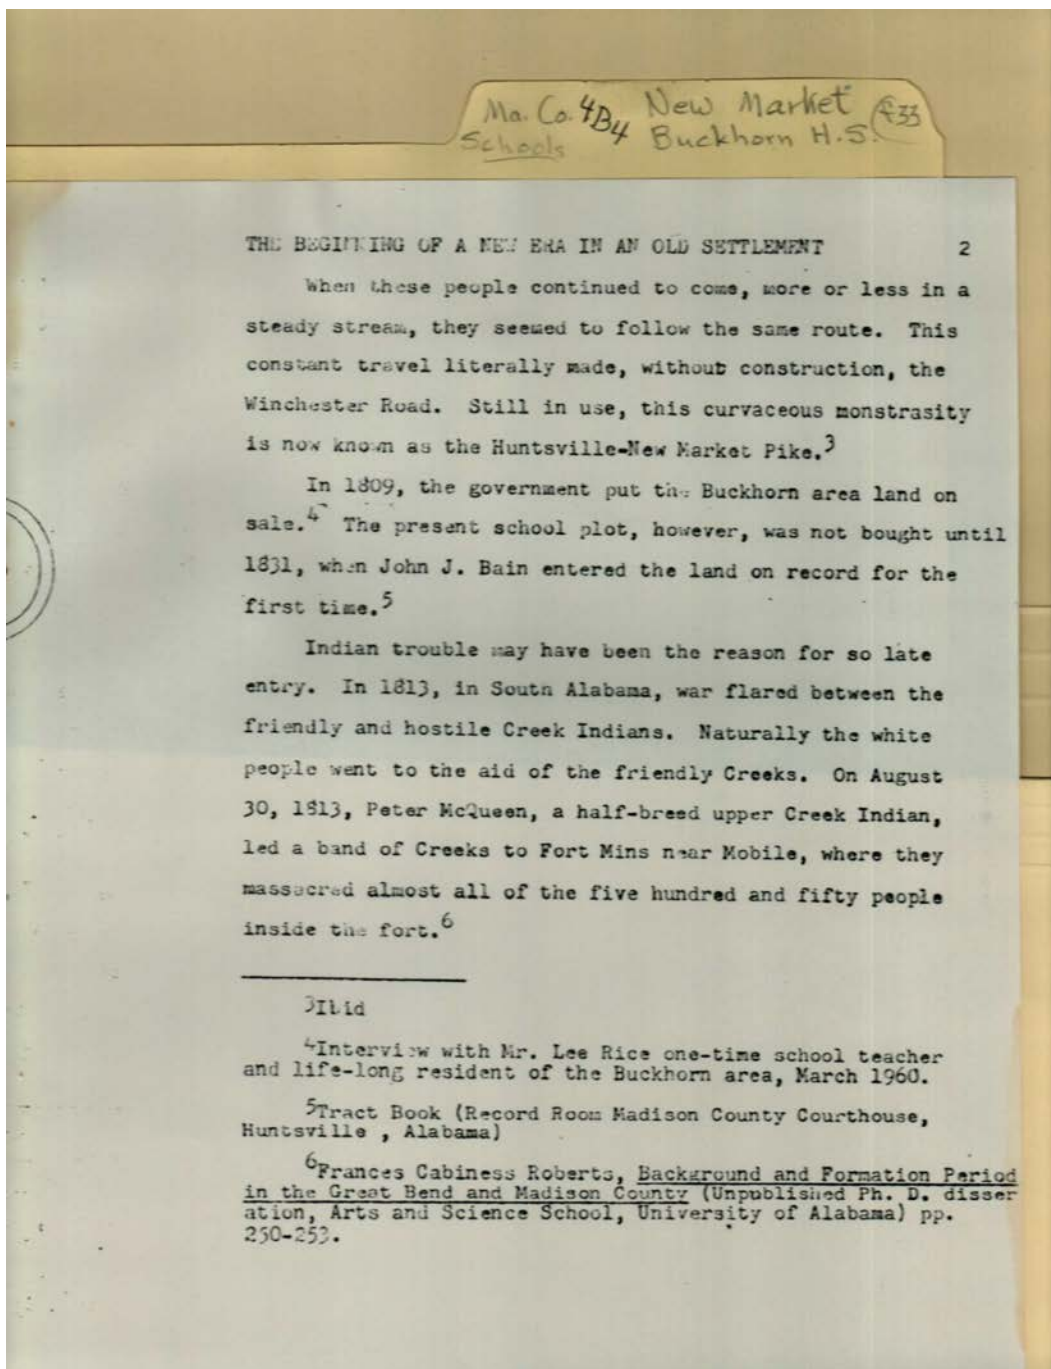 Ma. Co. 4B4 New Market F33
Schools Buckhorn H.S.
THE BEGINNING OF A NEW ERA IN AN OLD SETTLEMENT 2
When these people continued to come, more or less in a
steady stream, they seemed to follow the same route. This
constant travel literally made, without construction, the
Winchester Road. Still in use, this curvaceous monstrasity
is now known as the Huntsville-New Market Pike.3
In 1809, the government put the Buckhorn area land on
sale.4 The present school plot, however, was not bought until
1831, when John J. Bain entered the land on record for the
first time.5
Indian trouble may have been the reason for so late
entry. In 1813, in South Alabama, war flared between the
friendly and hostile Creek Indians. Naturally the white
people went to the aid of the friendly Creeks. On August
30, 1813, Peter McQueen, a half-breed upper Creek Indian,
led a band of Creeks to Fort Mins near Mobile, where they
massacred almost all of the five hundred and fifty people
inside the fort.6
3Ibid
4Interview with Mr. Lee Rice one-time school teacher
and life-long resident of the Buckhorn area, March 1960.
5Tract Book (Record Room Madison County Courthouse,
Huntsville , Alabama)
6Frances Cabiness Roberts, Background and Formation Period
in the Great Bend and Madison County (Unpublished Ph. D. disser
ation, Arts and Science School, University of Alabama) pp.
250-253.